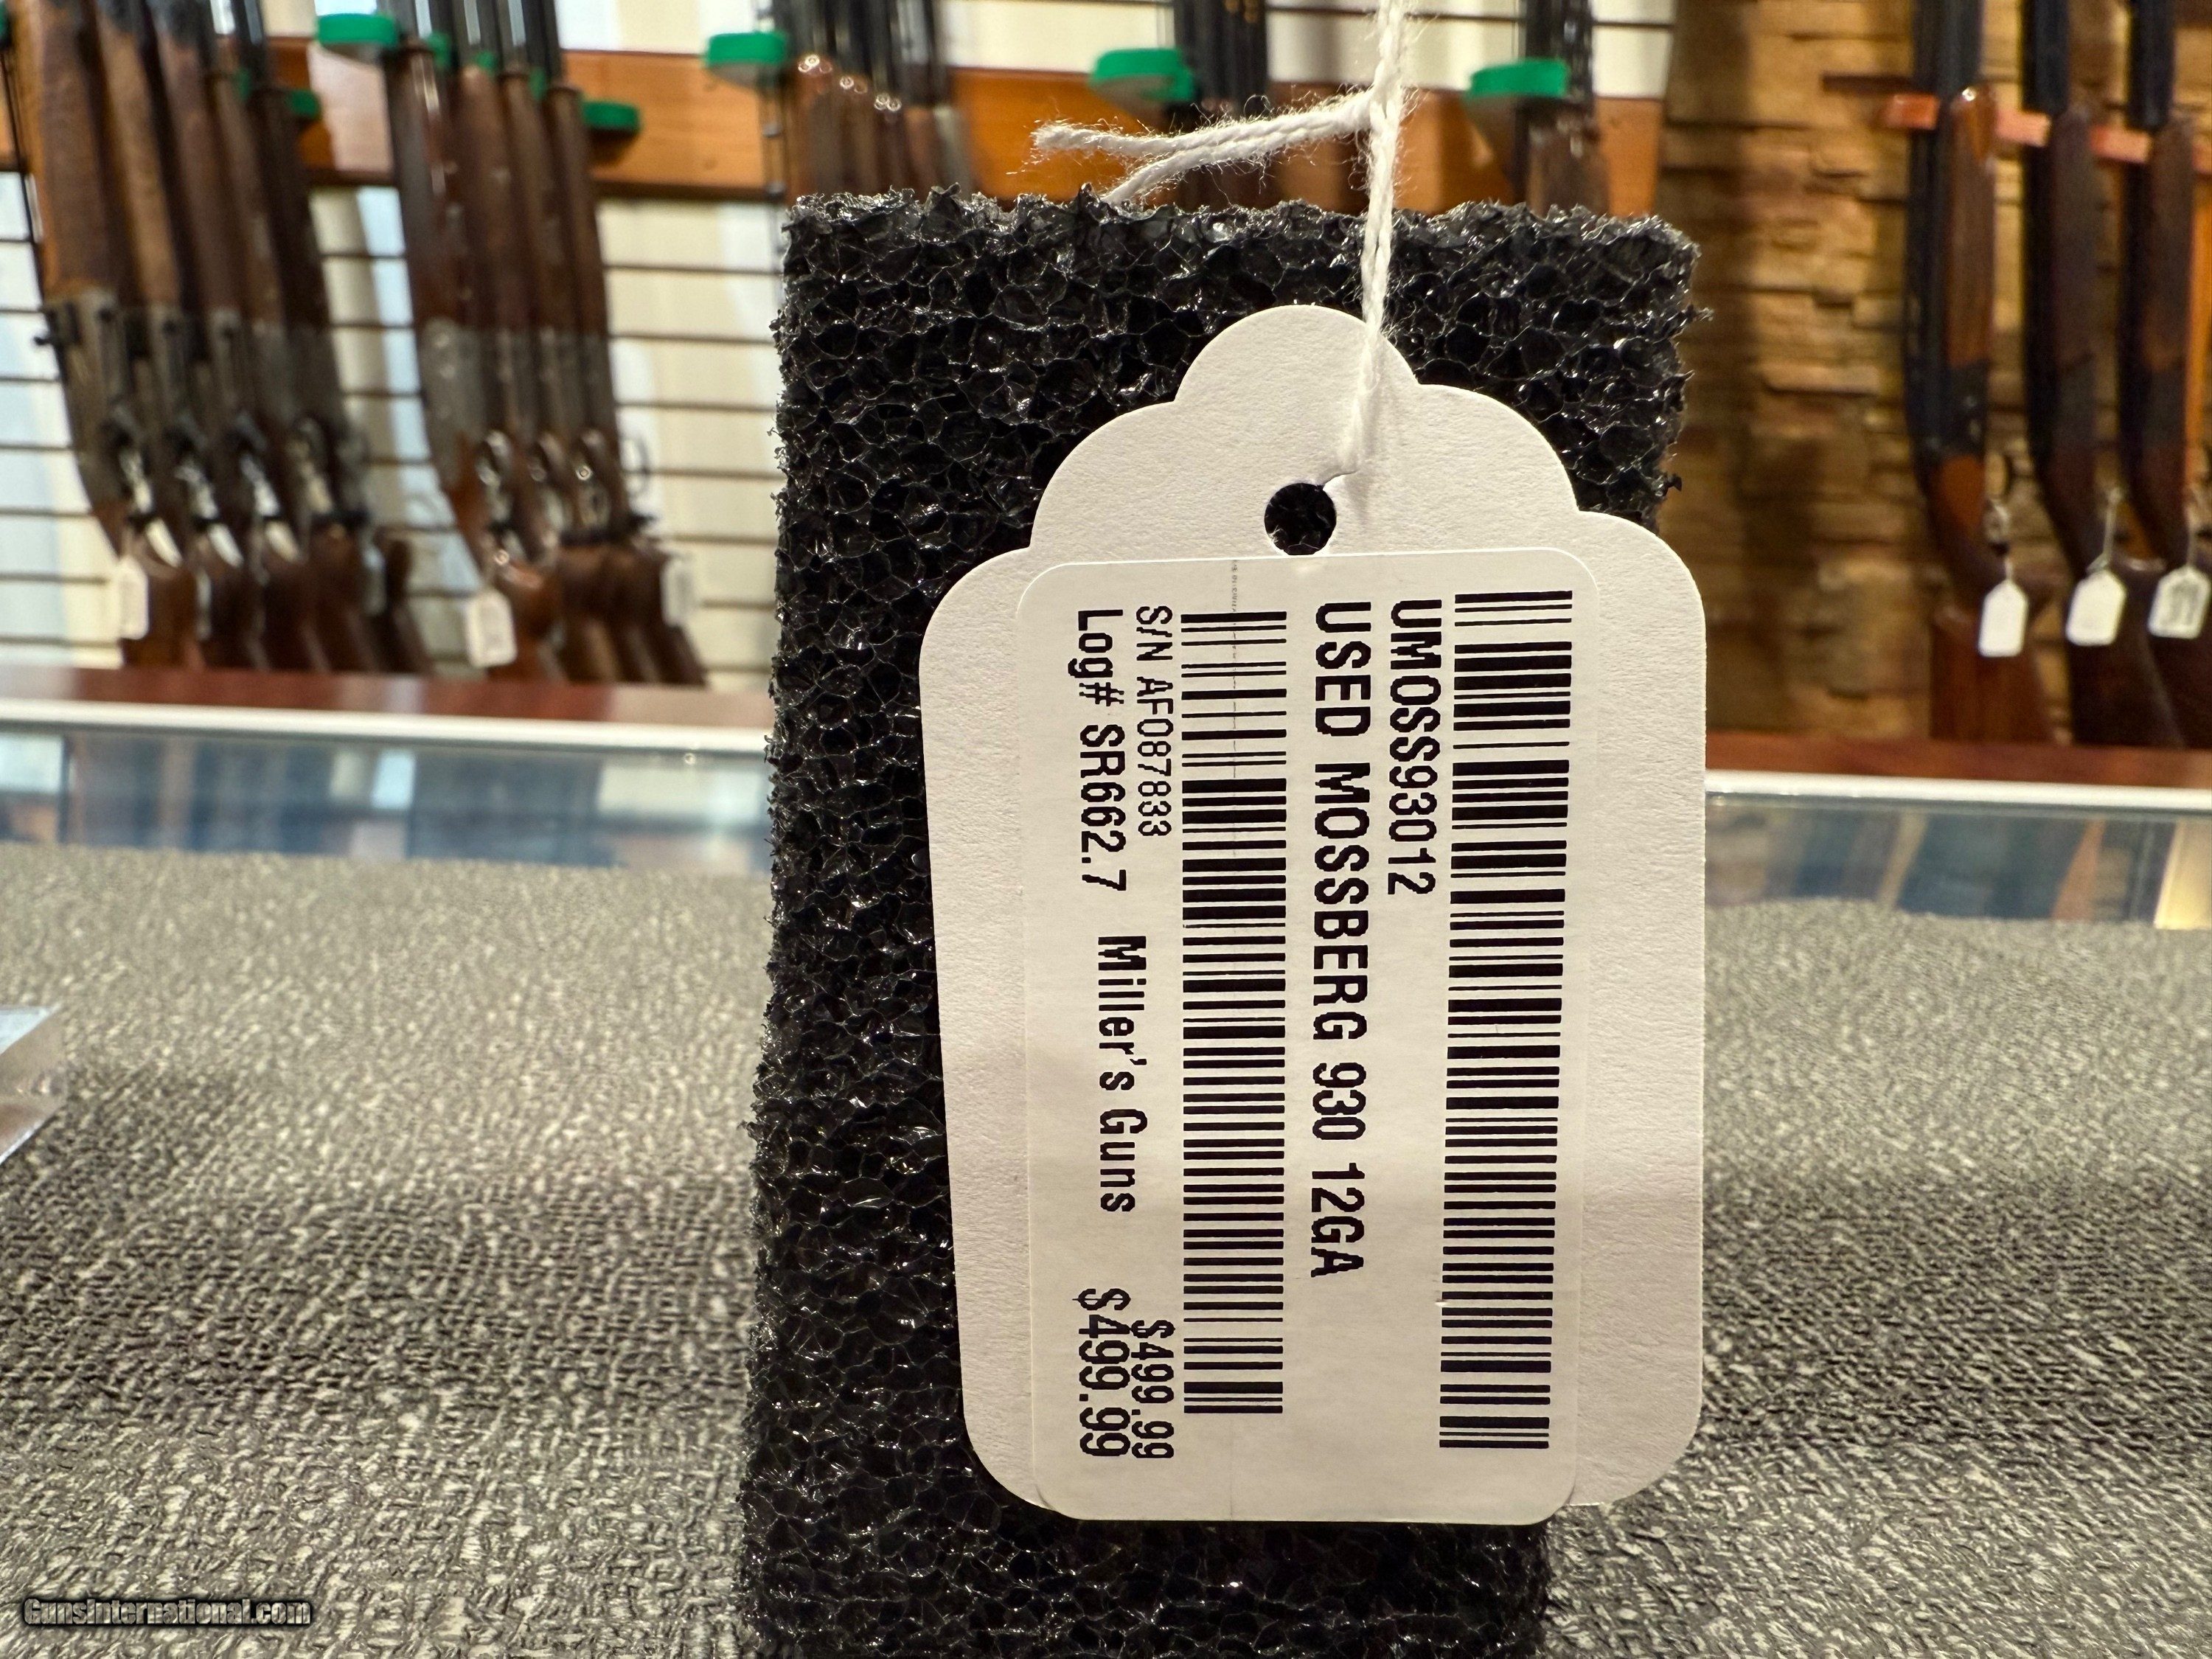 UMOSS93012
USED MOSSBERG 930 12GA
S/N AF087833
$499.99
Log# SR662.7
Miller's Guns
$499.99
GunsInternational.com